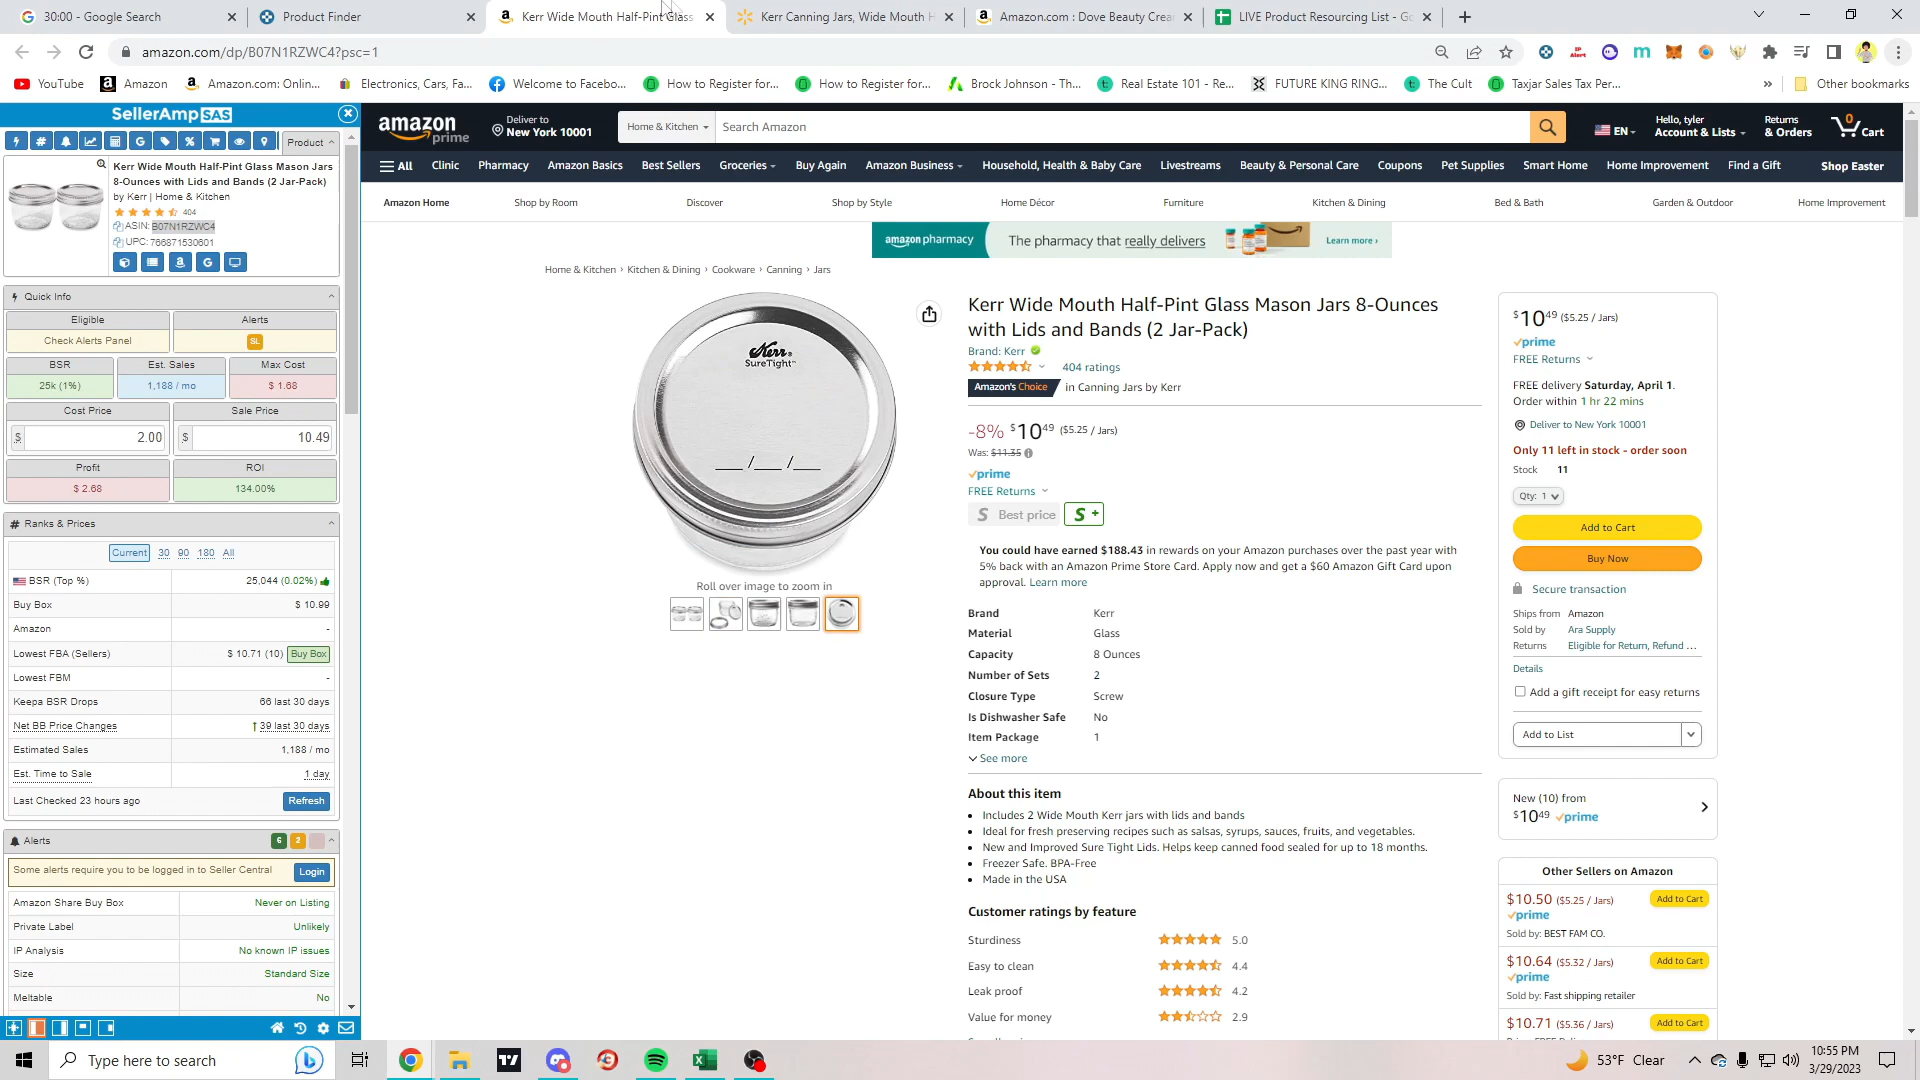 30:00 - Google Search
Product Finder
Kerr Wide Mouth Half-Pint Glass
Kerr Canning Jars, Wide Mouth H
Amazon.com : Dove Beauty Crea
LIVE Product Resourcing List - Go
amazon.com/dp/B07N1RZWC4?psc=1
YouTube
Amazon
Amazon.com: Onlin...
Electronics, Cars, Fa...
Welcome to Facebo...
How to Register for...
How to Register for...
Brock Johnson - Th...
Real Estate 101 - Re...
FUTURE KING RING...
The Cult
Taxjar Sales Tax Per...
Other bookmarks
SellerAmp SAS
Product
Kerr Wide Mouth Half-Pint Glass Mason Jars
8-Ounces with Lids and Bands (2 Jar-Pack)
by Kerr | Home & Kitchen
404
ASIN: B07N1RZWC4
UPC: 766871530601
Quick Info
Eligible
Alerts
Check Alerts Panel
SL
BSR
Est. Sales
Max Cost
25k (1%)
1,188 / mo
$ 1.68
Cost Price
Sale Price
$ 2.00
$ 10.49
Profit
ROI
$ 2.68
134.00%
Ranks & Prices
Current 30 90 180 All
BSR (Top %) 25,044 (0.02%)
Buy Box $ 10.99
Amazon -
Lowest FBA (Sellers) $ 10.71 (10) Buy Box
Lowest FBM -
Keepa BSR Drops 66 last 30 days
Net BB Price Changes 39 last 30 days
Estimated Sales 1,188 / mo
Est. Time to Sale 1 day
Last Checked 23 hours ago Refresh
Alerts 6 2
Some alerts require you to be logged in to Seller Central Login
Amazon Share Buy Box Never on Listing
Private Label Unlikely
IP Analysis No known IP issues
Size Standard Size
Meltable No
amazon prime
Deliver to
New York 10001
Home & Kitchen
Search Amazon
EN
Hello, tyler
Account & Lists
Returns
& Orders
0
Cart
All
Clinic
Pharmacy
Amazon Basics
Best Sellers
Groceries
Buy Again
Amazon Business
Household, Health & Baby Care
Livestreams
Beauty & Personal Care
Coupons
Pet Supplies
Smart Home
Home Improvement
Find a Gift
Shop Easter
Amazon Home
Shop by Room
Discover
Shop by Style
Home Décor
Furniture
Kitchen & Dining
Bed & Bath
Garden & Outdoor
Home Improvement
amazon pharmacy
The pharmacy that really delivers
Learn more ›
Home & Kitchen › Kitchen & Dining › Cookware › Canning › Jars
Kerr®
SureTight™
___ /___ /___
Roll over image to zoom in
Kerr Wide Mouth Half-Pint Glass Mason Jars 8-Ounces
with Lids and Bands (2 Jar-Pack)
Brand: Kerr
404 ratings
Amazon's Choice in Canning Jars by Kerr
-8% $10 49 ($5.25 / Jars)
Was: $11.35
prime
FREE Returns
S Best price
S +
You could have earned $188.43 in rewards on your Amazon purchases over the past year with
5% back with an Amazon Prime Store Card. Apply now and get a $60 Amazon Gift Card upon
approval. Learn more
Brand Kerr
Material Glass
Capacity 8 Ounces
Number of Sets 2
Closure Type Screw
Is Dishwasher Safe No
Item Package 1
See more
About this item
• Includes 2 Wide Mouth Kerr jars with lids and bands
• Ideal for fresh preserving recipes such as salsas, syrups, sauces, fruits, and vegetables.
• New and Improved Sure Tight Lids. Helps keep canned food sealed for up to 18 months.
• Freezer Safe. BPA-Free
• Made in the USA
Customer ratings by feature
Sturdiness 5.0
Easy to clean 4.4
Leak proof 4.2
Value for money 2.9
$10 49 ($5.25 / Jars)
prime
FREE Returns
FREE delivery Saturday, April 1.
Order within 1 hr 22 mins
Deliver to New York 10001
Only 11 left in stock - order soon
Stock 11
Qty: 1
Add to Cart
Buy Now
Secure transaction
Ships from Amazon
Sold by Ara Supply
Returns Eligible for Return, Refund ...
Details
Add a gift receipt for easy returns
Add to List
New (10) from
$10 49 prime
Other Sellers on Amazon
$10.50 ($5.25 / Jars) Add to Cart
prime
Sold by: BEST FAM CO.
$10.64 ($5.32 / Jars) Add to Cart
prime
Sold by: Fast shipping retailer
$10.71 ($5.36 / Jars) Add to Cart
Type here to search
53°F Clear
10:55 PM
3/29/2023